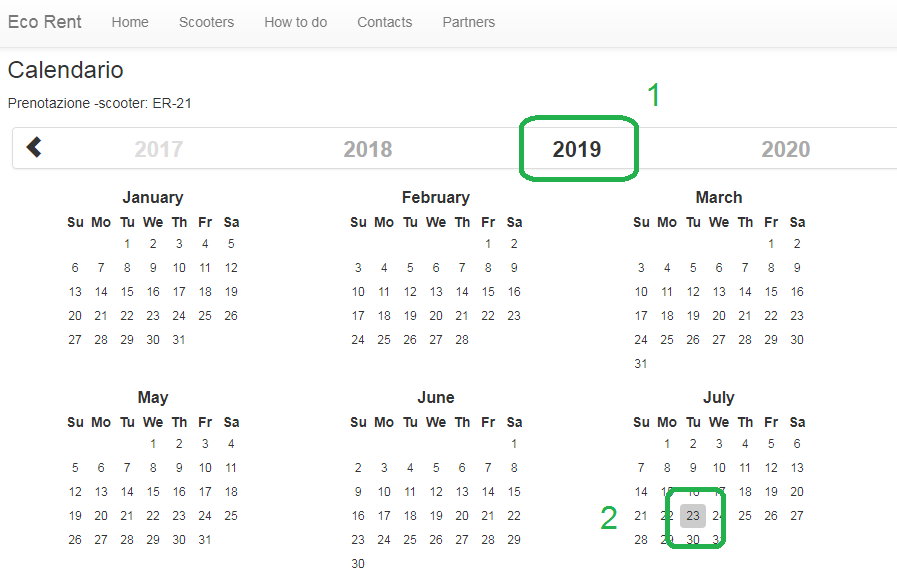 Eco Rent Home Scooters How to do Contacts Partners
Calendario
Prenotazione -scooter: ER-21
1
2017 2018 2019 2020
January February March
Su Mo Tu We Th Fr Sa Su Mo Tu We Th Fr Sa Su Mo Tu We Th Fr Sa
1 2 3 4 5 1 2 1 2
6 7 8 9 10 11 12 3 4 5 6 7 8 9 3 4 5 6 7 8 9
13 14 15 16 17 18 19 10 11 12 13 14 15 16 10 11 12 13 14 15 16
20 21 22 23 24 25 26 17 18 19 20 21 22 23 17 18 19 20 21 22 23
27 28 29 30 31 24 25 26 27 28 24 25 26 27 28 29 30
31
May June July
Su Mo Tu We Th Fr Sa Su Mo Tu We Th Fr Sa Su Mo Tu We Th Fr Sa
1 2 3 4 1 1 2 3 4 5 6
5 6 7 8 9 10 11 2 3 4 5 6 7 8 7 8 9 10 11 12 13
12 13 14 15 16 17 18 9 10 11 12 13 14 15 14 15 16 17 18 19 20
19 20 21 22 23 24 25 16 17 18 19 20 21 22 2 21 22 23 24 25 26 27
26 27 28 29 30 31 23 24 25 26 27 28 29 28 29 30 31
30